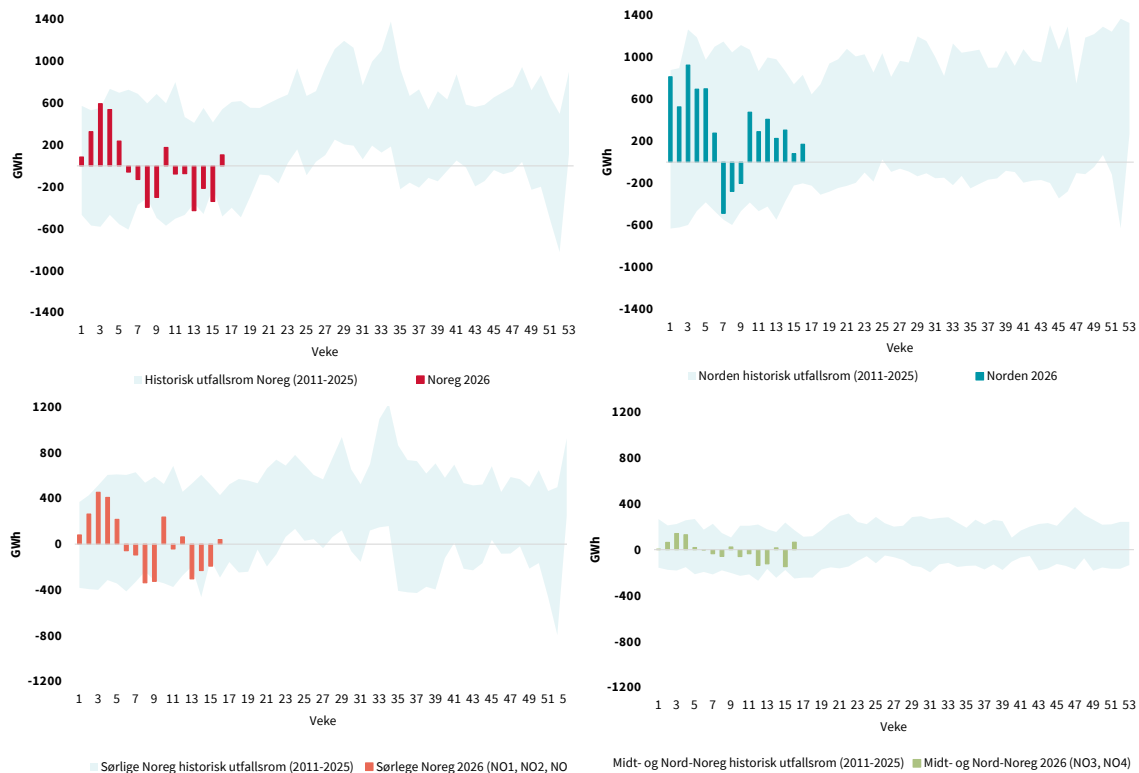 1400
1000
600
200
-200
-600
-1000
-1400
GWh
1 3 5 7 9 11 13 15 17 19 21 23 25 27 29 31 33 35 37 39 41 43 45 47 49 51 53
Veke
Historisk utfallsrom Noreg (2011-2025) Noreg 2026
1400
1000
600
200
-200
-600
-1000
-1400
GWh
1 3 5 7 9 11 13 15 17 19 21 23 25 27 29 31 33 35 37 39 41 43 45 47 49 51 53
Veke
Norden historisk utfallsrom (2011-2025) Norden 2026
1200
800
400
0
-400
-800
-1200
GWh
1 3 5 7 9 11 13 15 17 19 21 23 25 27 29 31 33 35 37 39 41 43 45 47 49 51 5
Veke
Sørlige Noreg historisk utfallsrom (2011-2025) Sørlege Noreg 2026 (NO1, NO2, NO
1200
800
400
0
-400
-800
-1200
GWh
1 3 5 7 9 11 13 15 17 19 21 23 25 27 29 31 33 35 37 39 41 43 45 47 49 51 53
Veke
Midt- og Nord-Noreg historisk utfallsrom (2011-2025) Midt- og Nord-Noreg 2026 (NO3, NO4)